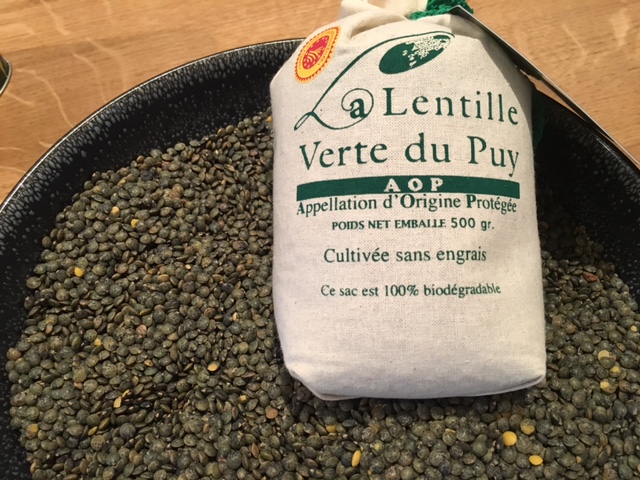 La Lentille
Verte du Puy
AOP
Appellation d'Origine Protégée
POIDS NET EMBALLE 500 gr.
Cultivée sans engrais
Ce sac est 100% biodégradable